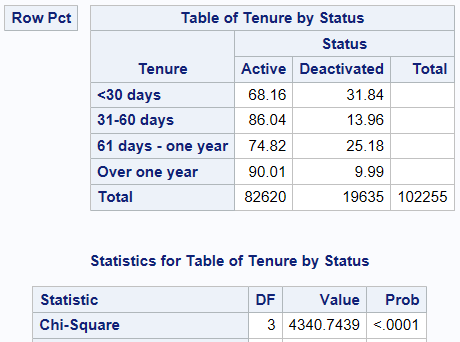 Row Pct
Table of Tenure by Status
Status
Tenure Active Deactivated Total
<30 days 68.16 31.84
31-60 days 86.04 13.96
61 days - one year 74.82 25.18
Over one year 90.01 9.99
Total 82620 19635 102255
Statistics for Table of Tenure by Status
Statistic DF Value Prob
Chi-Square 3 4340.7439 <.0001